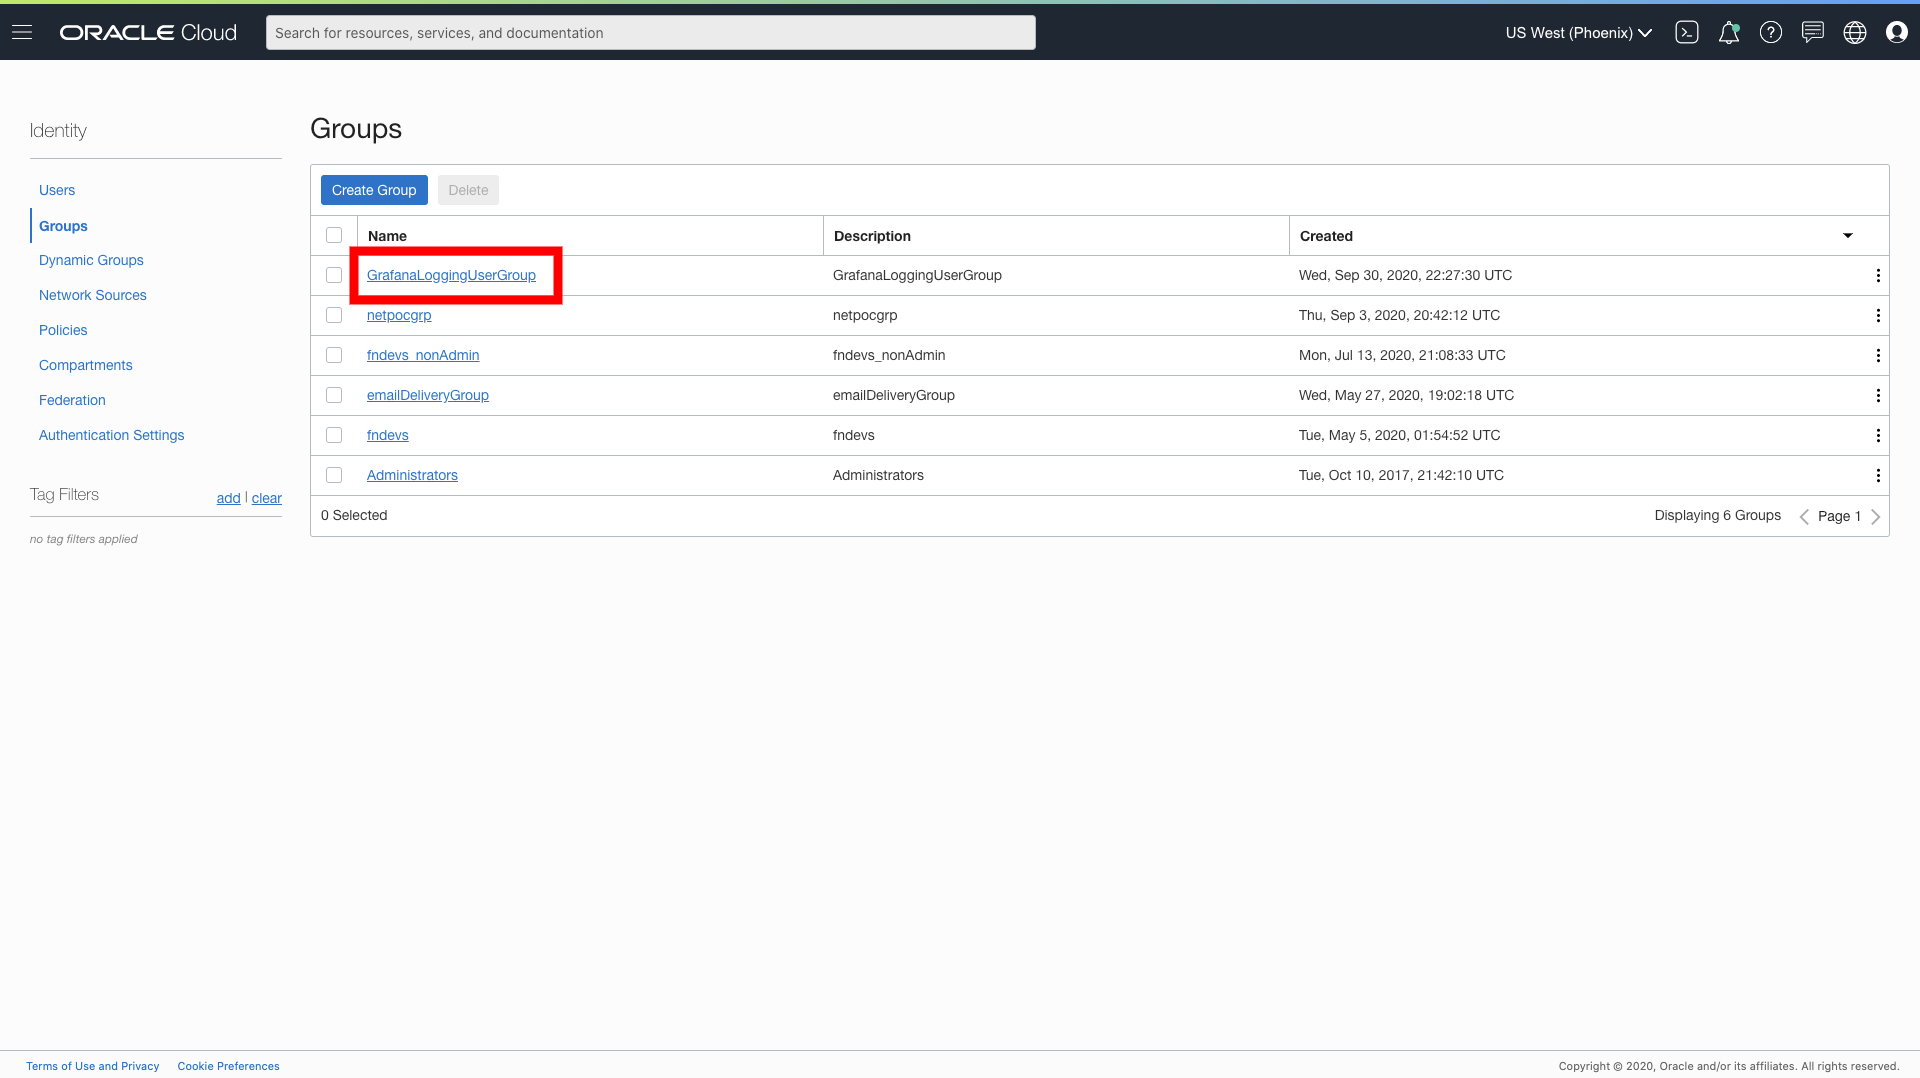 ORACLE Cloud
Search for resources, services, and documentation
US West (Phoenix)
Identity
Users
Groups
Dynamic Groups
Network Sources
Policies
Compartments
Federation
Authentication Settings
Tag Filters
add | clear
no tag filters applied
Groups
Create Group Delete
Name Description Created
GrafanaLoggingUserGroup GrafanaLoggingUserGroup Wed, Sep 30, 2020, 22:27:30 UTC
netpocgrp netpocgrp Thu, Sep 3, 2020, 20:42:12 UTC
fndevs_nonAdmin fndevs_nonAdmin Mon, Jul 13, 2020, 21:08:33 UTC
emailDeliveryGroup emailDeliveryGroup Wed, May 27, 2020, 19:02:18 UTC
fndevs fndevs Tue, May 5, 2020, 01:54:52 UTC
Administrators Administrators Tue, Oct 10, 2017, 21:42:10 UTC
0 Selected Displaying 6 Groups Page 1
Terms of Use and Privacy Cookie Preferences Copyright © 2020, Oracle and/or its affiliates. All rights reserved.